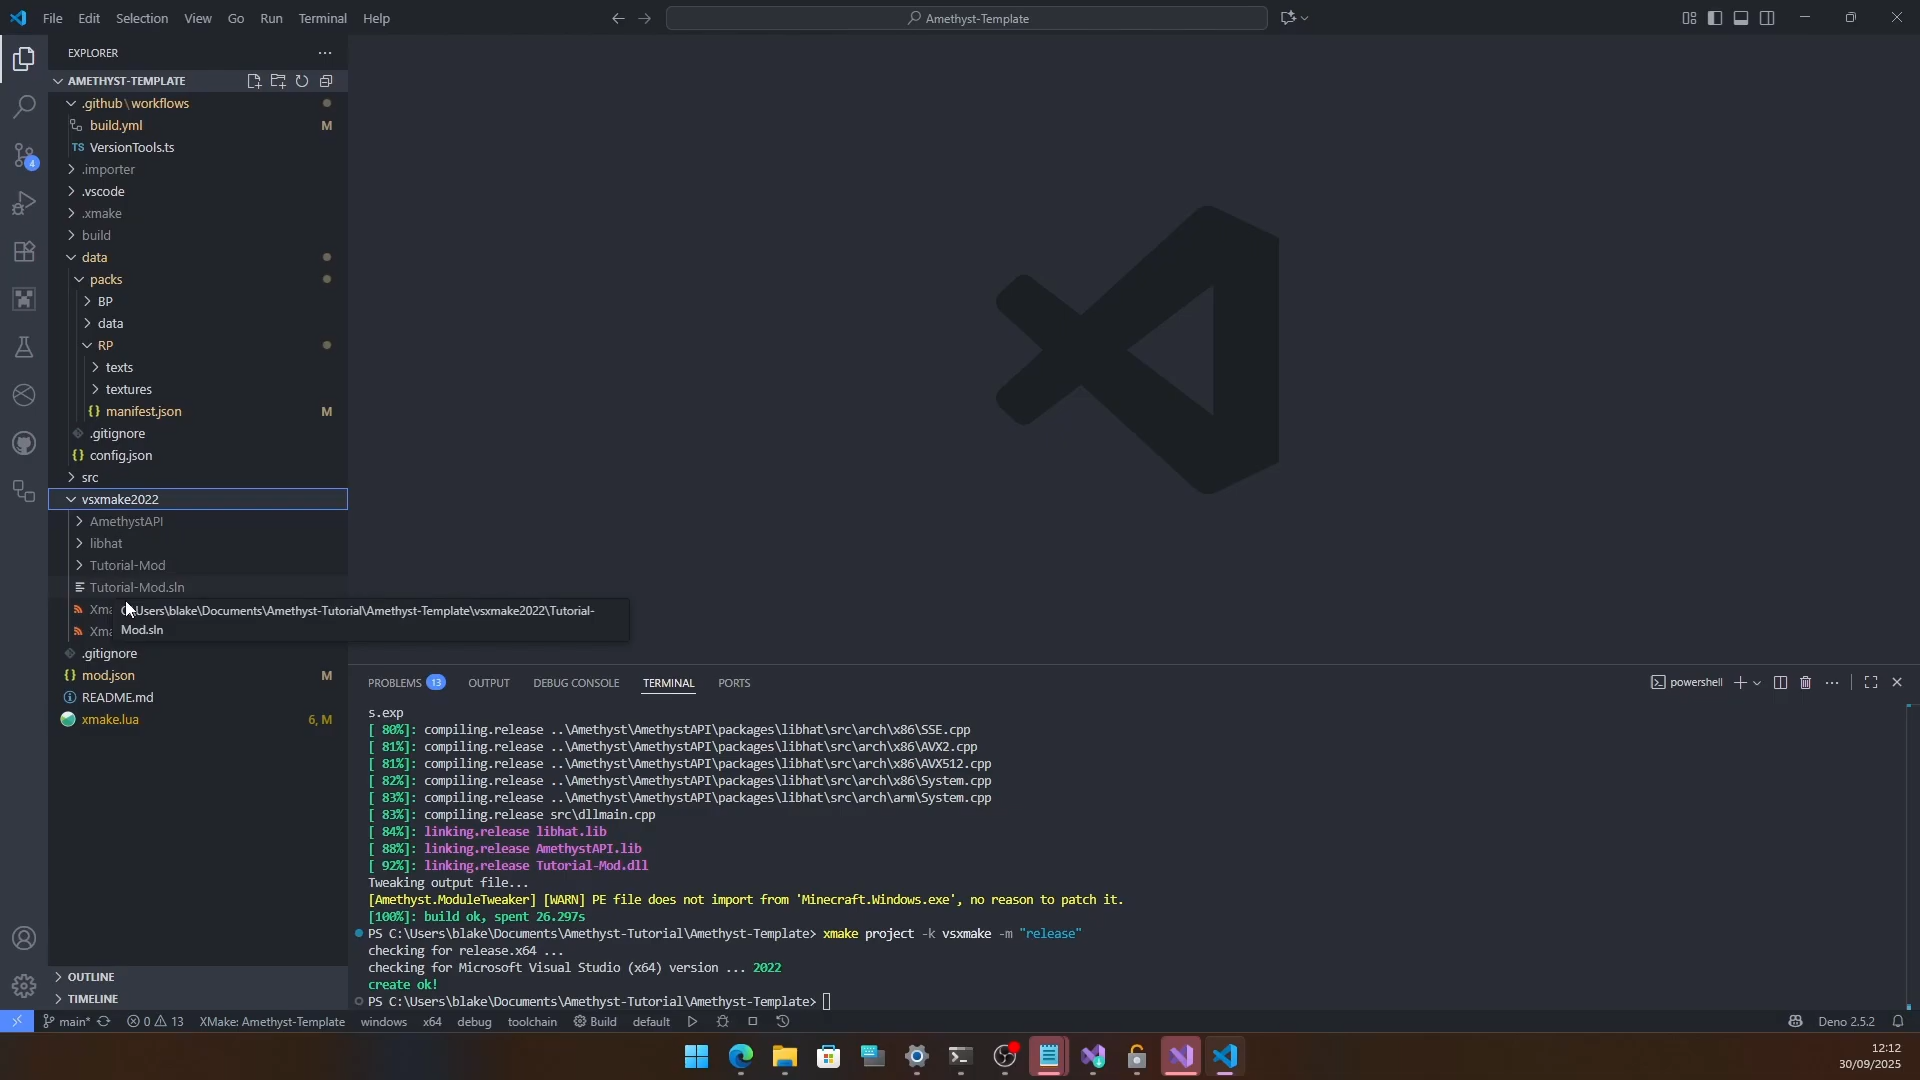 File Edit Selection View Go Run Terminal Help
Amethyst-Template
EXPLORER
AMETHYST-TEMPLATE
.github\workflows
build.yml M
TS VersionTools.ts
.importer
.vscode
.xmake
build
data
packs
BP
data
RP
texts
textures
{} manifest.json M
.gitignore
{} config.json
src
vsxmake2022
AmethystAPI
libhat
Tutorial-Mod
Tutorial-Mod.sln
Xma
Users\blake\Documents\Amethyst-Tutorial\Amethyst-Template\vsxmake2022\Tutorial-
Mod.sln
Xma
.gitignore
{} mod.json M
README.md
xmake.lua 6, M
OUTLINE
TIMELINE
4
PROBLEMS 13 OUTPUT DEBUG CONSOLE TERMINAL PORTS
powershell
s.exp
[ 80%]: compiling.release ..\Amethyst\AmethystAPI\packages\libhat\src\arch\x86\SSE.cpp
[ 81%]: compiling.release ..\Amethyst\AmethystAPI\packages\libhat\src\arch\x86\AVX2.cpp
[ 81%]: compiling.release ..\Amethyst\AmethystAPI\packages\libhat\src\arch\x86\AVX512.cpp
[ 82%]: compiling.release ..\Amethyst\AmethystAPI\packages\libhat\src\arch\x86\System.cpp
[ 83%]: compiling.release ..\Amethyst\AmethystAPI\packages\libhat\src\arch\arm\System.cpp
[ 83%]: compiling.release src\dllmain.cpp
[ 84%]: linking.release libhat.lib
[ 88%]: linking.release AmethystAPI.lib
[ 92%]: linking.release Tutorial-Mod.dll
Tweaking output file...
[Amethyst.ModuleTweaker] [WARN] PE file does not import from 'Minecraft.Windows.exe', no reason to patch it.
[100%]: build ok, spent 26.297s
PS C:\Users\blake\Documents\Amethyst-Tutorial\Amethyst-Template> xmake project -k vsxmake -m "release"
checking for release.x64 ...
checking for Microsoft Visual Studio (x64) version ... 2022
create ok!
PS C:\Users\blake\Documents\Amethyst-Tutorial\Amethyst-Template>
main* 0 13 XMake: Amethyst-Template windows x64 debug toolchain Build default Deno 2.5.2
12:12
30/09/2025